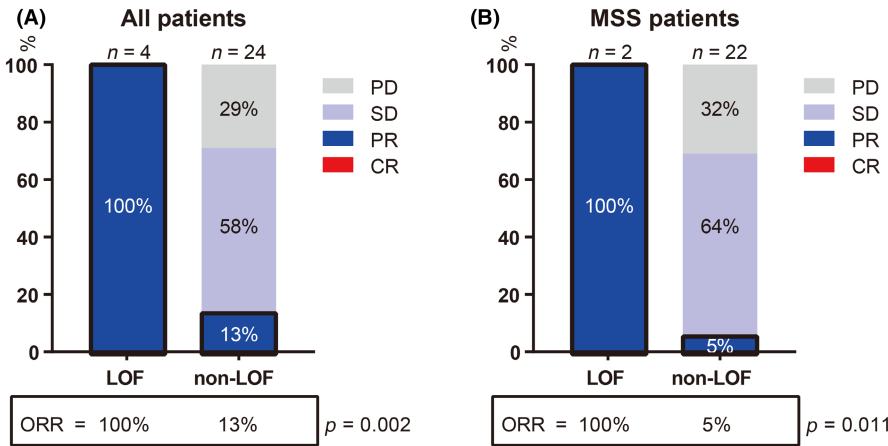 (A) All patients
%
n = 4 n = 24
100
80
60
40
20
0
100%
29%
58%
13%
LOF non-LOF
PD
SD
PR
CR
ORR = 100% 13% p = 0.002
(B) MSS patients
%
n = 2 n = 22
100
80
60
40
20
0
100%
32%
64%
5%
LOF non-LOF
PD
SD
PR
CR
ORR = 100% 5% p = 0.011